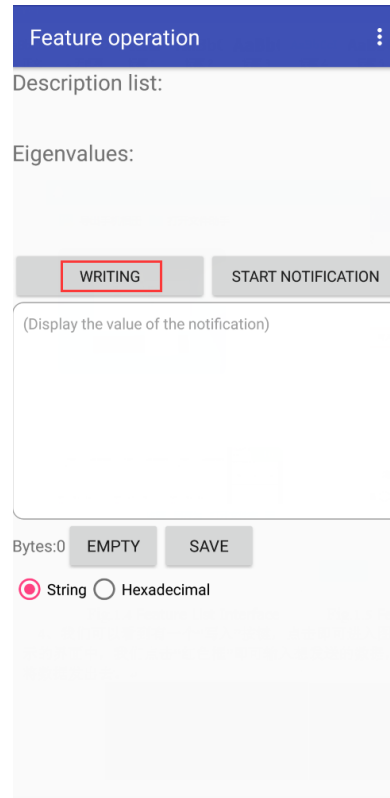 Feature operation
Description list:
Eigenvalues:
WRITING START NOTIFICATION
(Display the value of the notification)
Bytes:0 EMPTY SAVE
String Hexadecimal